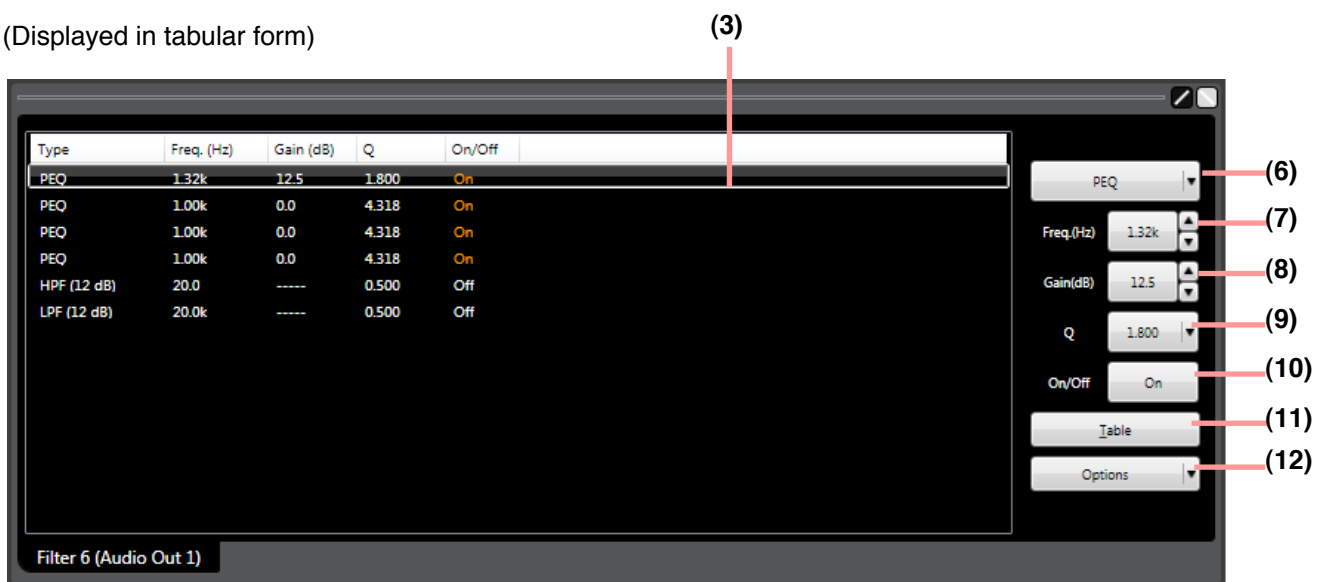 (Displayed in tabular form)
(3)
Type Freq. (Hz) Gain (dB) Q On/Off
PEQ 1.32k 12.5 1.800 On
PEQ 1.00k 0.0 4.318 On
PEQ 1.00k 0.0 4.318 On
PEQ 1.00k 0.0 4.318 On
HPF (12 dB) 20.0 ----- 0.500 Off
LPF (12 dB) 20.0k ----- 0.500 Off
PEQ (6)
Freq.(Hz) 1.32k (7)
Gain(dB) 12.5 (8)
Q 1.800 (9)
On/Off On (10)
Table (11)
Options (12)
Filter 6 (Audio Out 1)